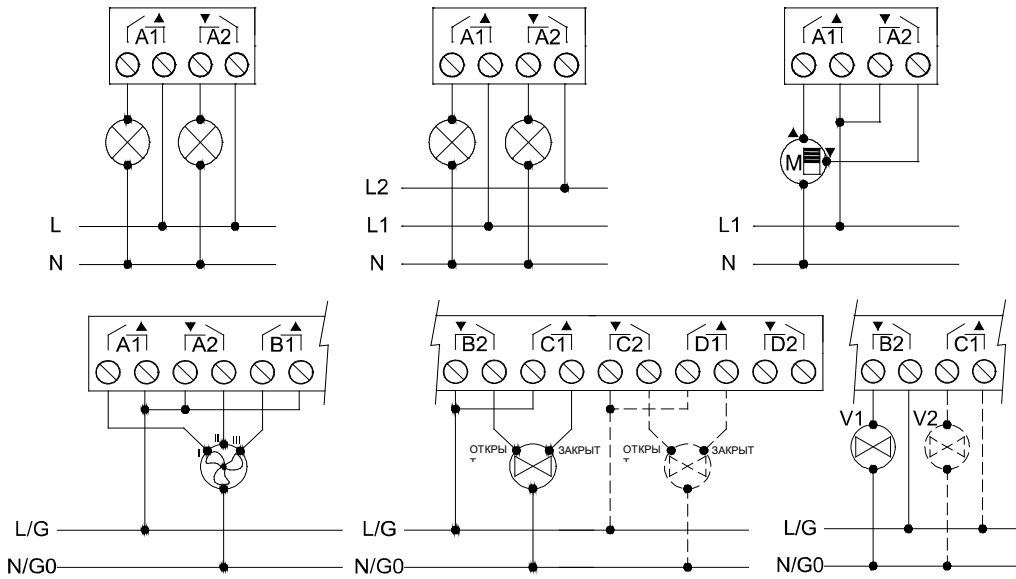 A1 A2
L
N
A1 A2
L2
L1
N
A1 A2
M
L1
N
A1 A2 B1
I II III
L/G
N/G0
B2 C1 C2 D1 D2
ОТКРЫ
Т
ЗАКРЫТ
ОТКРЫ
Т
ЗАКРЫТ
L/G
N/G0
B2 C1
V1 V2
L/G
N/G0